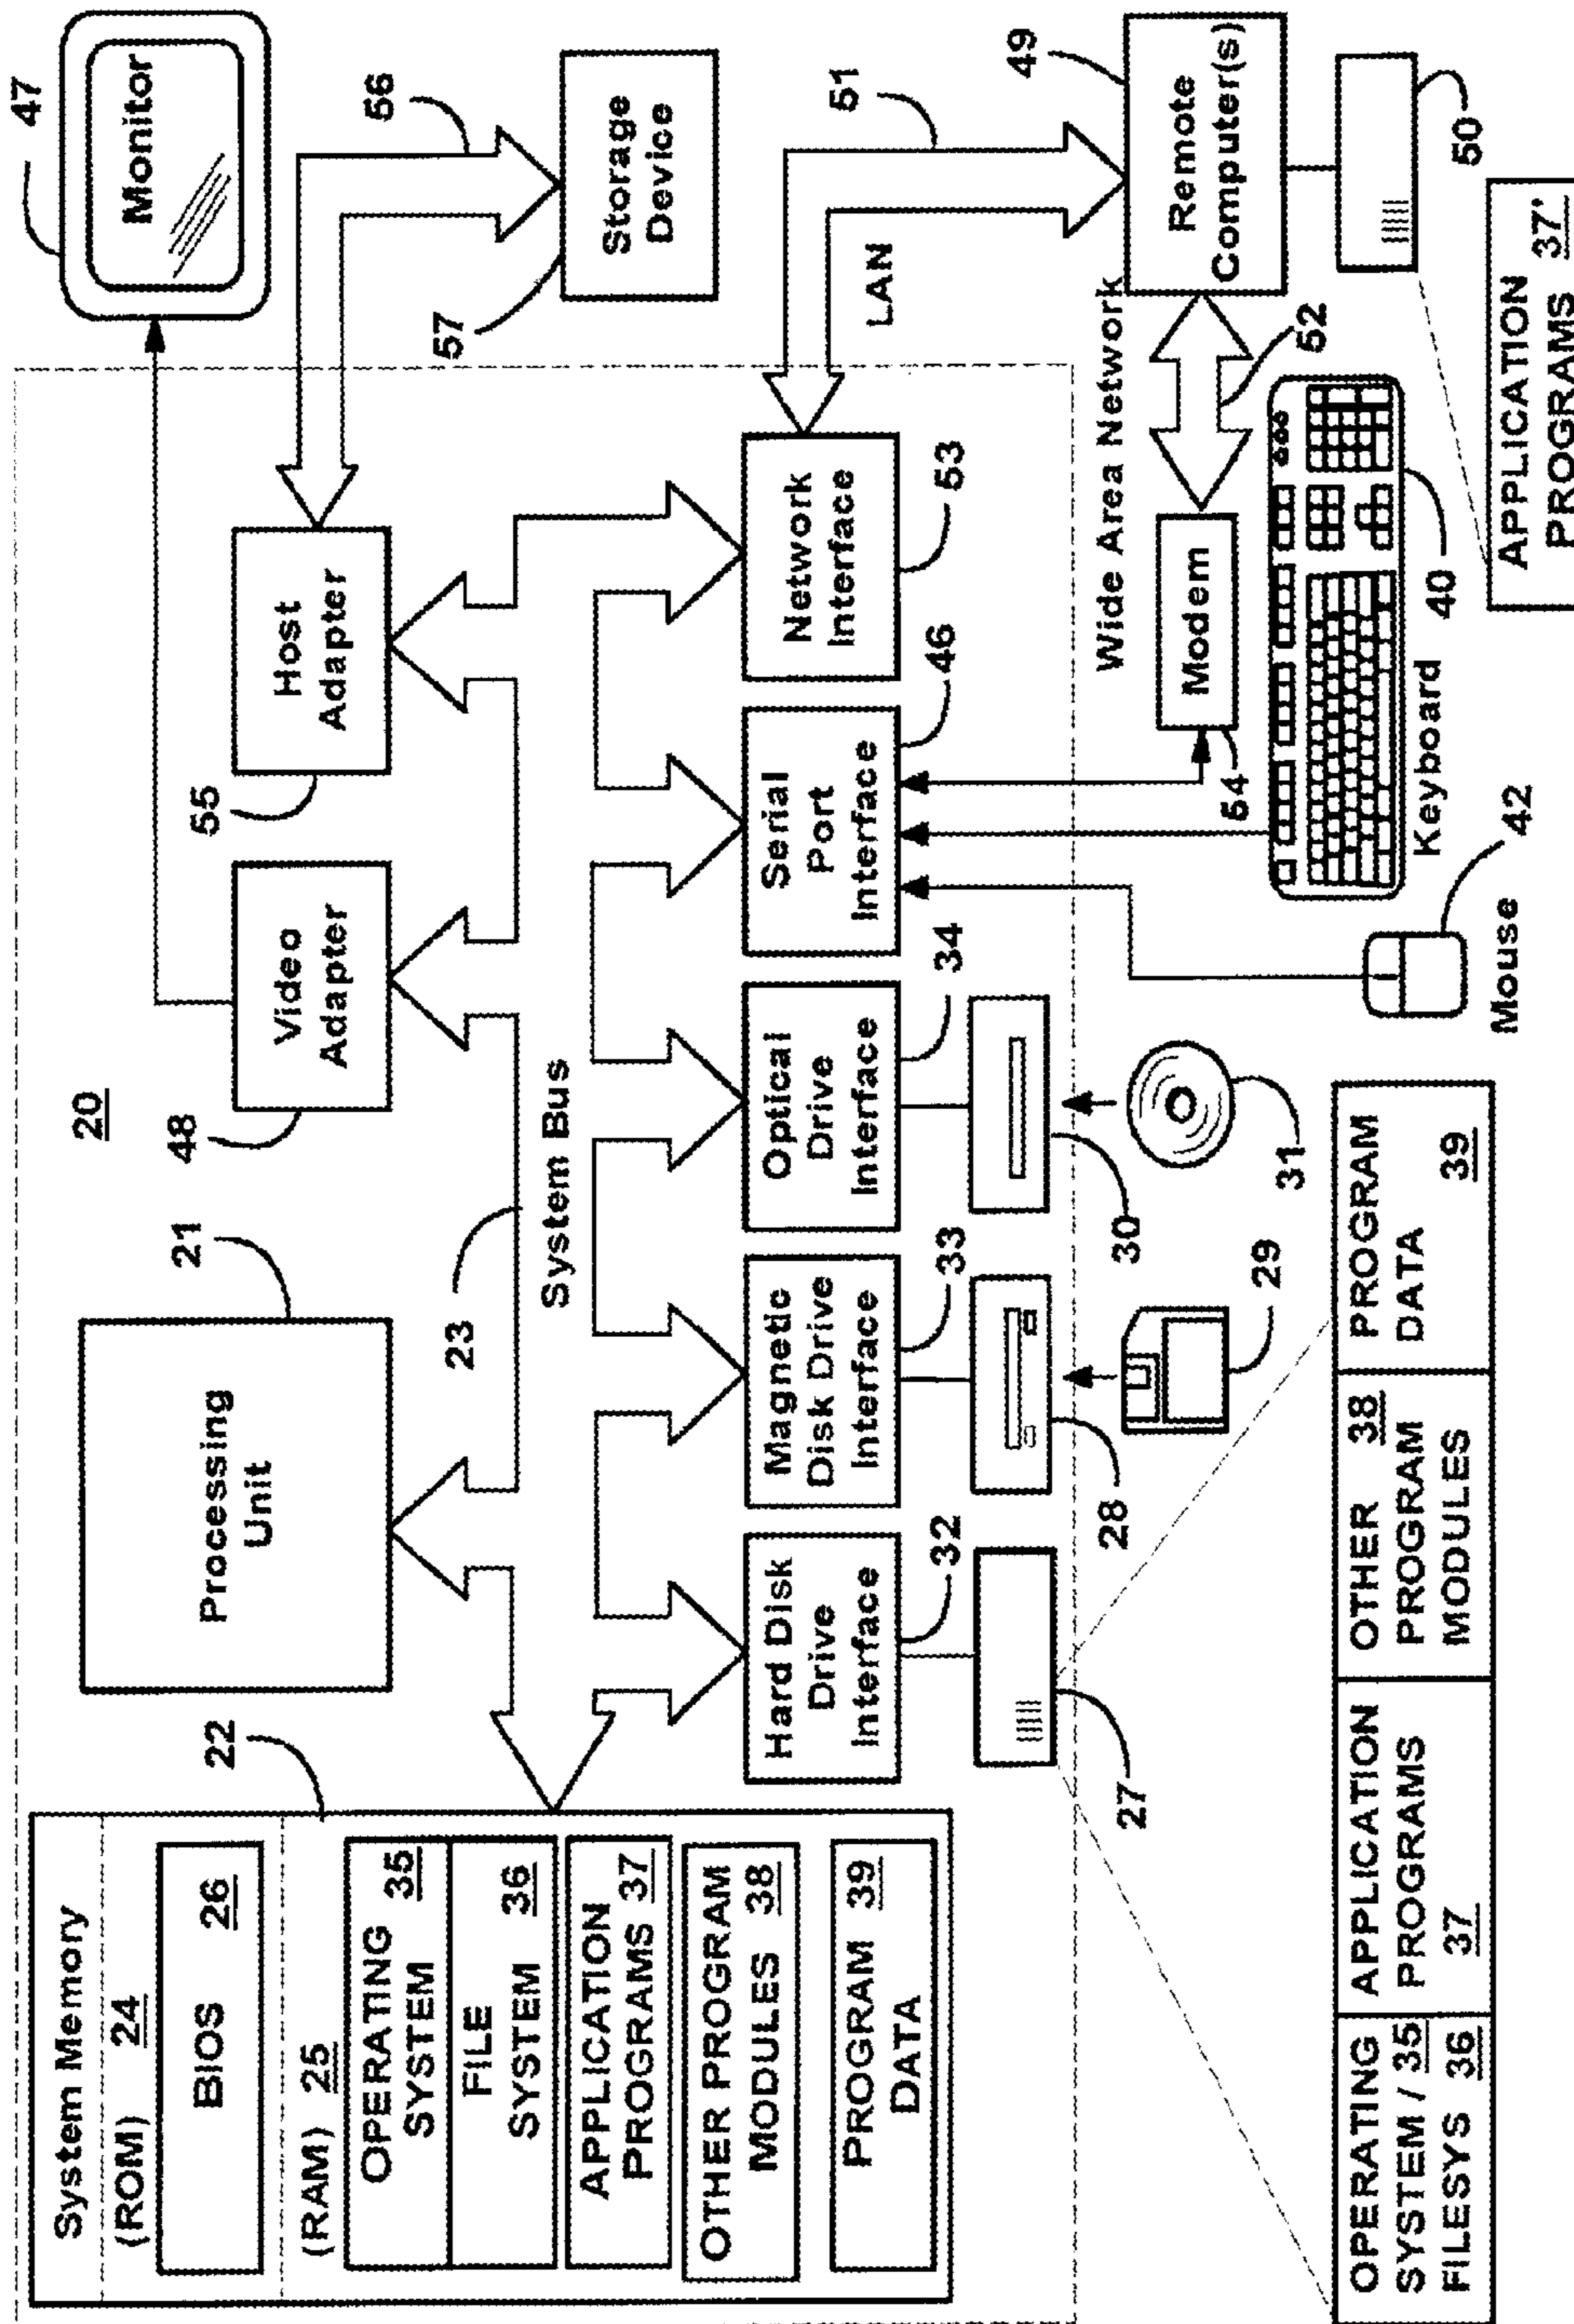 System Memory
(ROM) 24
BIOS 26
(RAM) 25
OPERATING
SYSTEM 35
FILE
SYSTEM 36
APPLICATION
PROGRAMS 37
OTHER PROGRAM
MODULES 38
PROGRAM 39
DATA
22
Processing
Unit
21
20
Video
Adapter
48
Host
Adapter
55
47
Monitor
56
Storage
Device
57
23
System Bus
Hard Disk
Drive
Interface
32
Magnetic
Disk Drive
Interface
33
Optical
Drive
Interface
34
Serial
Port
Interface
46
Network
Interface
53
LAN
51
27
28
29
30
31
Wide Area Network
Modem
54
52
Remote
Computer(s)
49
50
Keyboard
40
Mouse
42
OPERATING
SYSTEM / 35
FILESYS 36
APPLICATION
PROGRAMS
37
OTHER 38
PROGRAM
MODULES
PROGRAM
DATA
39
APPLICATION
PROGRAMS 37'